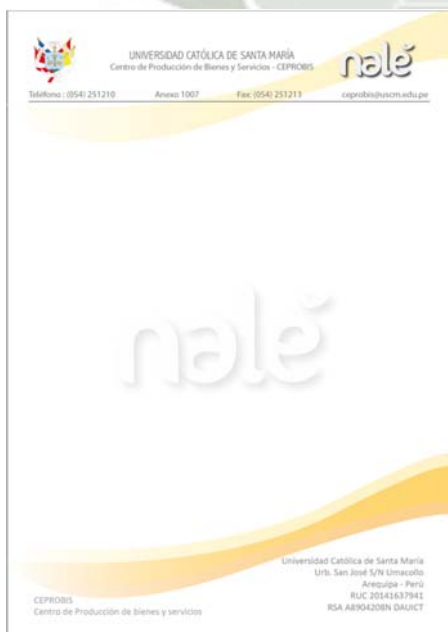 UNIVERSIDAD CATÓLICA DE SANTA MARÍA
Centro de Producción de Bienes y Servicios - CEPROBIS
nalé
Teléfono : (054) 251210 Anexo 1007 Fax: (054) 251213 ceprobis@uscm.edu.pe
nalé
Universidad Católica de Santa María
Urb. San José S/N Umacollo
Arequipa - Perú
RUC 20141637941
RSA A8904208N DAUICT
CEPROBIS
Centro de Producción de bienes y servicios